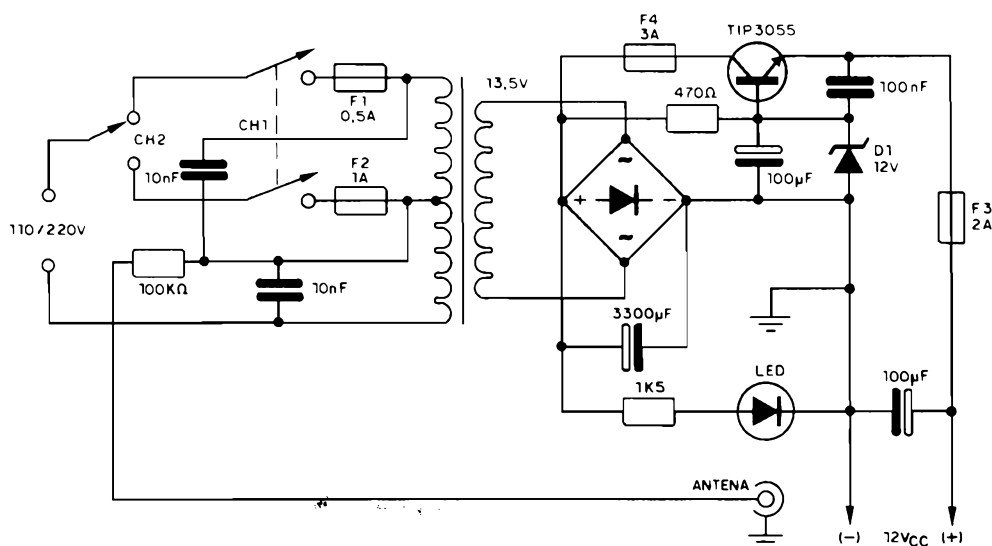 F4
3A
TIP3055
13,5V
F1
0,5A
470Ω
100nF
CH2
CH1
10nF
F2
1A
100µF
D1
12V
110/220V
F3
2A
~
+
-
~
100KΩ
10nF
3300µF
LED
100µF
1K5
ANTENA
(-) 12VCC (+)